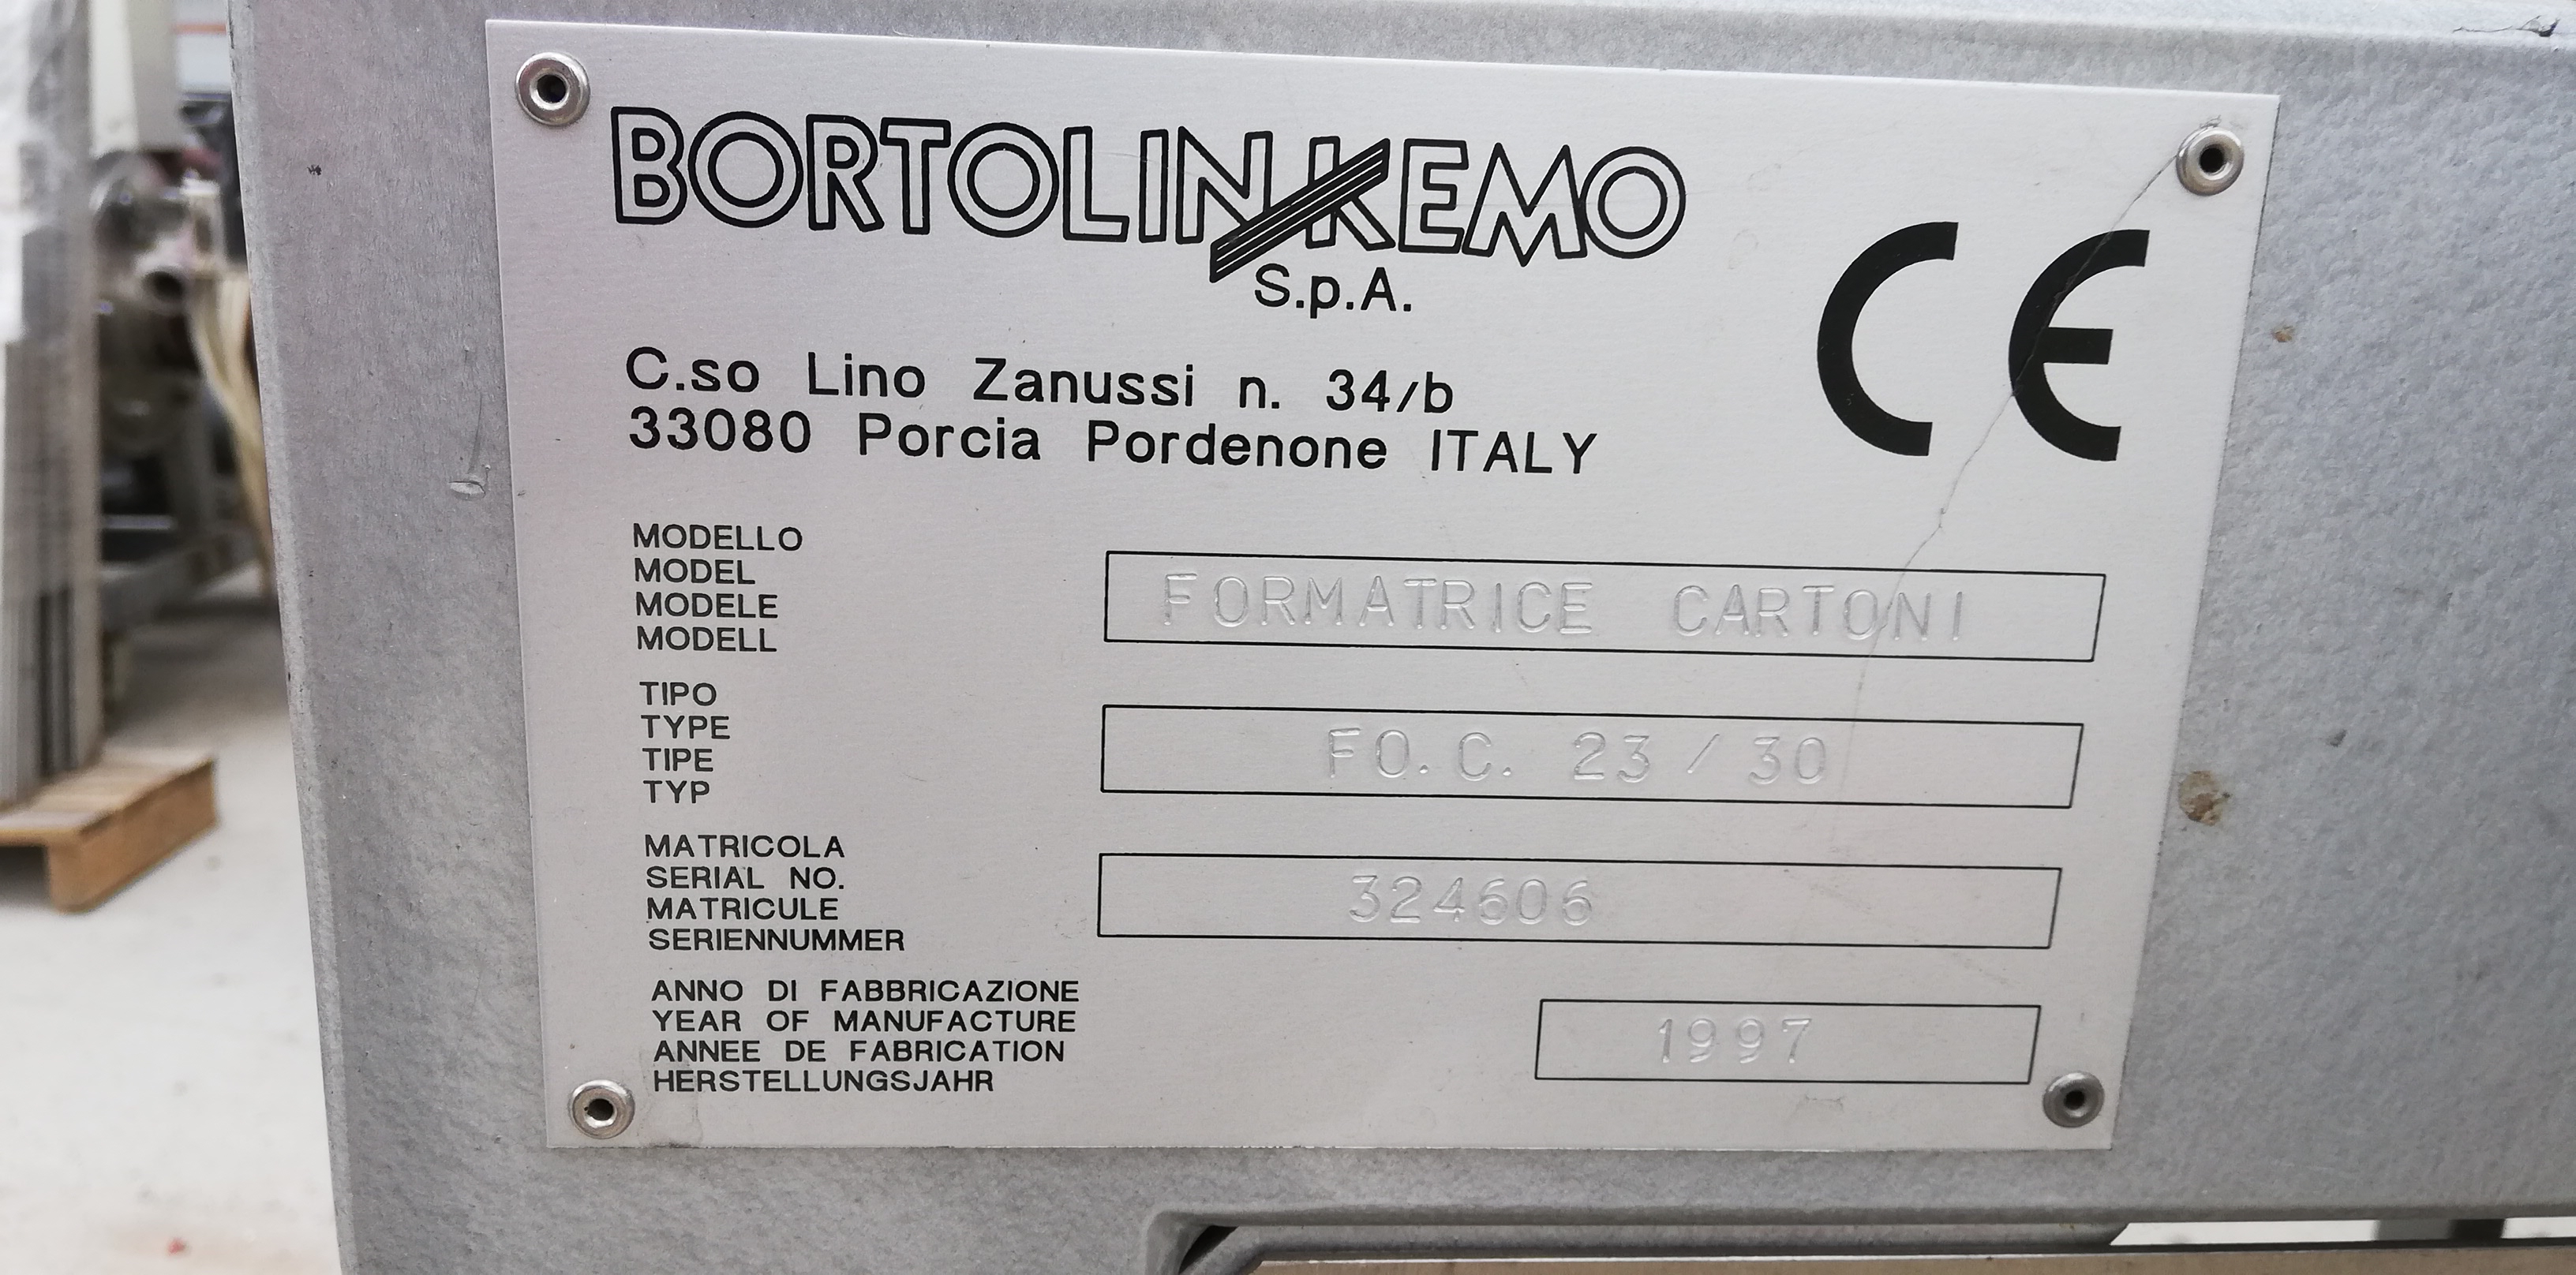 BORTOLIN KEMO
S.p.A.
CE
C.so Lino Zanussi n. 34/b
33080 Porcia Pordenone ITALY
MODELLO
MODEL
MODELE
MODELL
FORMATRICE CARTONI
TIPO
TYPE
TIPE
TYP
FO.C. 23/30
MATRICOLA
SERIAL NO.
MATRICULE
SERIENNUMMER
324606
ANNO DI FABBRICAZIONE
YEAR OF MANUFACTURE
ANNEE DE FABRICATION
HERSTELLUNGSJAHR
1997